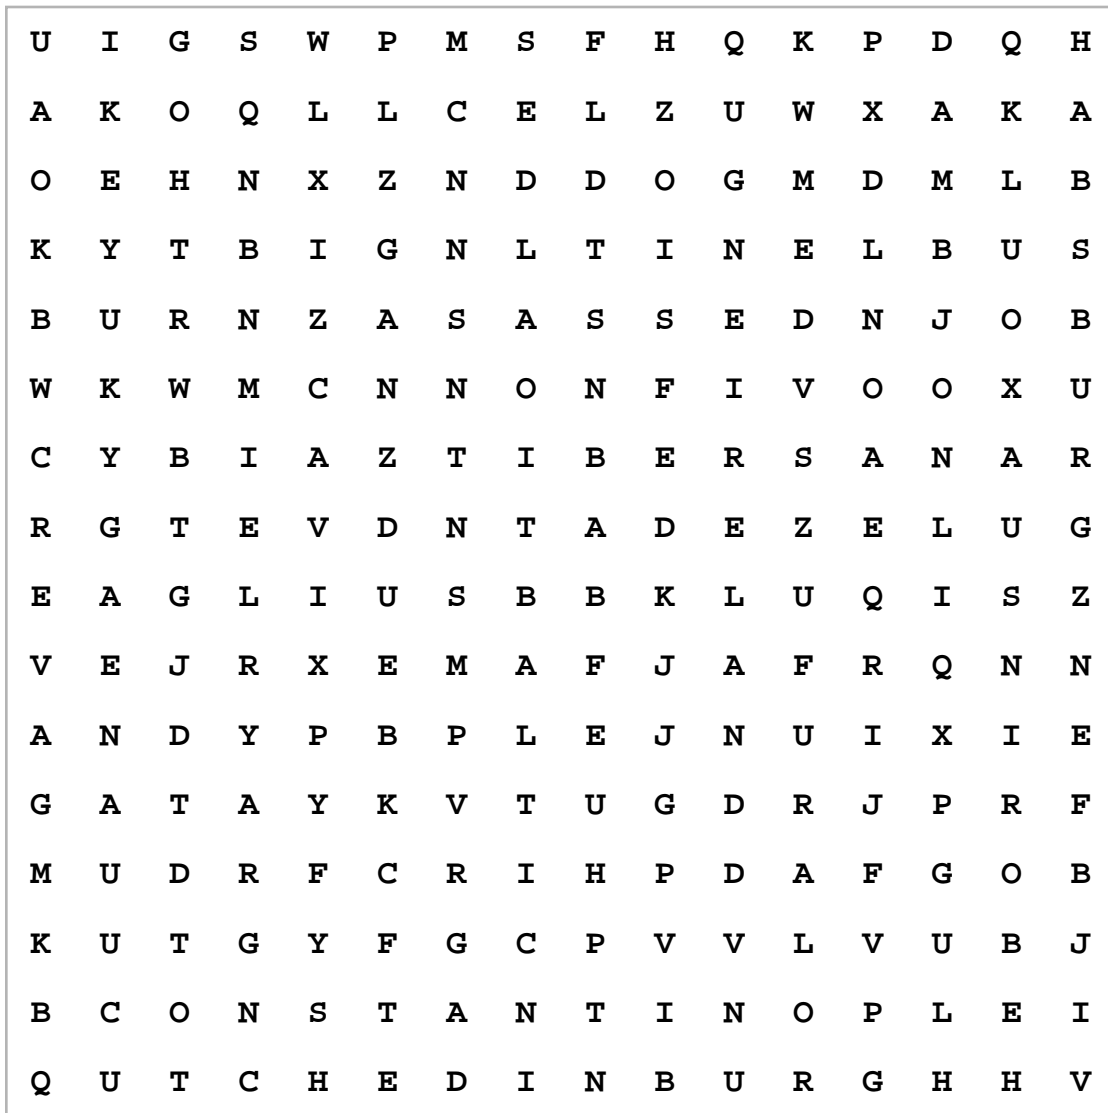 U I G S W P M S F H Q K P D Q H
A K O Q L L C E L Z U W X A K A
O E H N X Z N D D O G M D M L B
K Y T B I G N L T I N E L B U S
B U R N Z A S A S S E D N J O B
W K W M C N N O N F I V O O X U
C Y B I A Z T I B E R S A N A R
R G T E V D N T A D E Z E L U G
E A G L I U S B B K L U Q I S Z
V E J R X E M A F J A F R Q N N
A N D Y P B P L E J N U I X I E
G A T A Y K V T U G D R J P R F
M U D R F C R I H P D A F G O B
K U T G Y F G C P V V L V U B J
B C O N S T A N T I N O P L E I
Q U T C H E D I N B U R G H H V